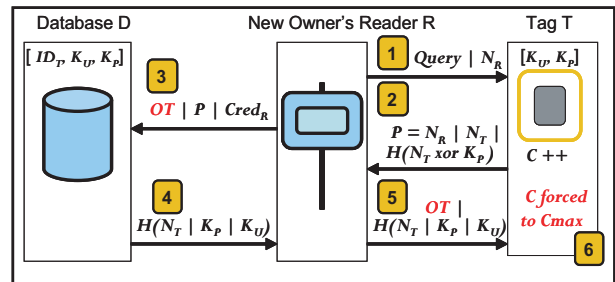 Database D
New Owner's Reader R
Tag T
[ ID_T, K_U, K_P]
3
OT | P | Cred_R
4
H(N_T | K_P | K_U)
1
Query | N_R
2
P = N_R | N_T |
H(N_T xor K_P)
5
OT |
H(N_T | K_P | K_U)
[K_U, K_P]
C ++
C forced
to Cmax
6